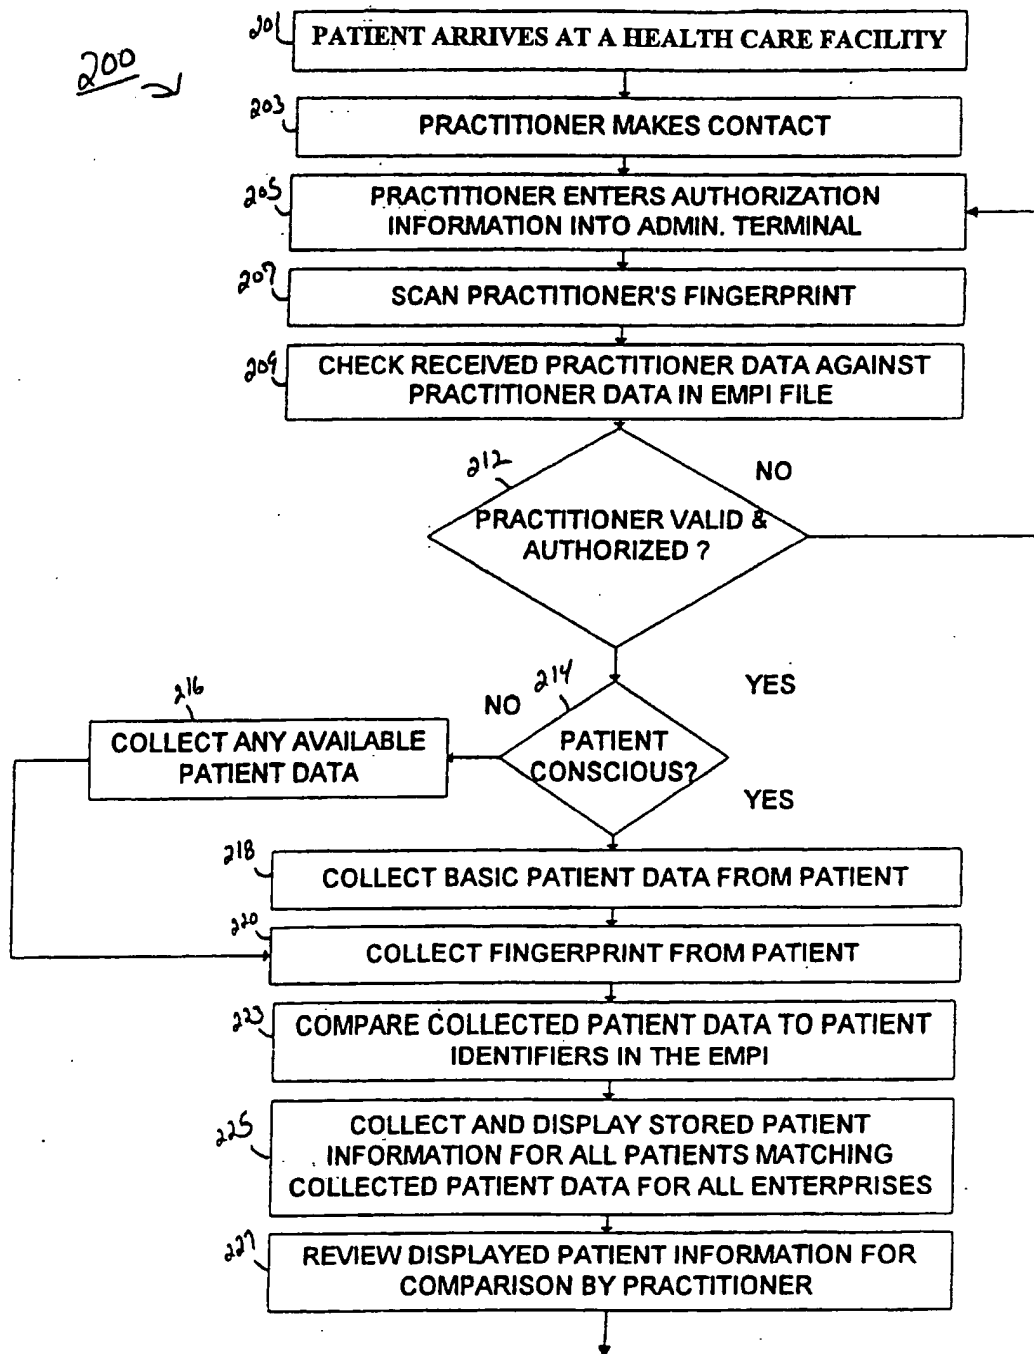 200
201
PATIENT ARRIVES AT A HEALTH CARE FACILITY
203
PRACTITIONER MAKES CONTACT
205
PRACTITIONER ENTERS AUTHORIZATION
INFORMATION INTO ADMIN. TERMINAL
207
SCAN PRACTITIONER'S FINGERPRINT
209
CHECK RECEIVED PRACTITIONER DATA AGAINST
PRACTITIONER DATA IN EMPI FILE
212
NO
PRACTITIONER VALID &
AUTHORIZED ?
YES
214
NO
PATIENT
CONSCIOUS?
YES
216
COLLECT ANY AVAILABLE
PATIENT DATA
218
COLLECT BASIC PATIENT DATA FROM PATIENT
220
COLLECT FINGERPRINT FROM PATIENT
223
COMPARE COLLECTED PATIENT DATA TO PATIENT
IDENTIFIERS IN THE EMPI
225
COLLECT AND DISPLAY STORED PATIENT
INFORMATION FOR ALL PATIENTS MATCHING
COLLECTED PATIENT DATA FOR ALL ENTERPRISES
227
REVIEW DISPLAYED PATIENT INFORMATION FOR
COMPARISON BY PRACTITIONER